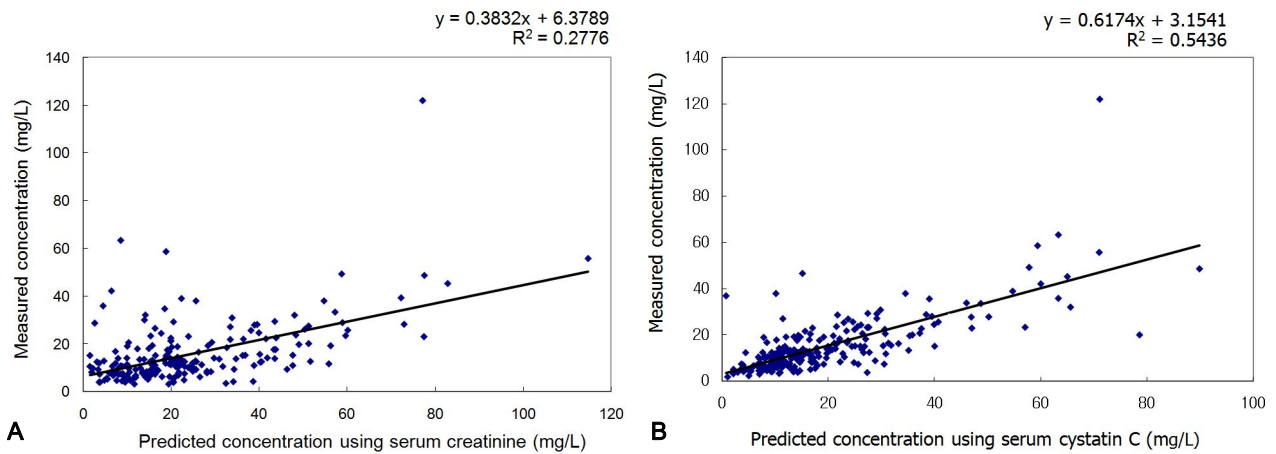 y = 0.3832x + 6.3789
R² = 0.2776
140
120
100
80
60
40
20
0
0 20 40 60 80 100 120
Measured concentration (mg/L)
Predicted concentration using serum creatinine (mg/L)
A
y = 0.6174x + 3.1541
R² = 0.5436
140
120
100
80
60
40
20
0
0 20 40 60 80 100
Measured concentration (mg/L)
Predicted concentration using serum cystatin C (mg/L)
B